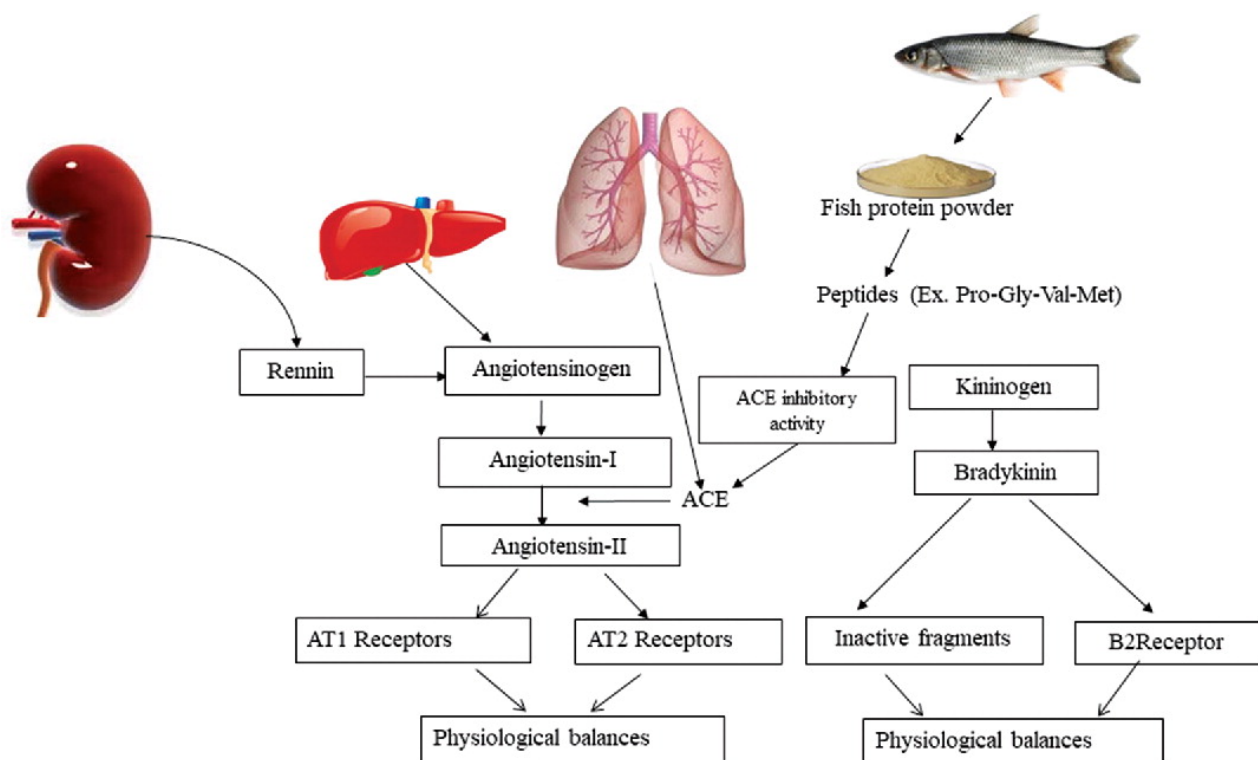 Fish protein powder
Peptides (Ex. Pro-Gly-Val-Met)
Rennin
Angiotensinogen
ACE inhibitory
activity
Kininogen
Angiotensin-I
Bradykinin
ACE
Angiotensin-II
AT1 Receptors
AT2 Receptors
Inactive fragments
B2Receptor
Physiological balances
Physiological balances